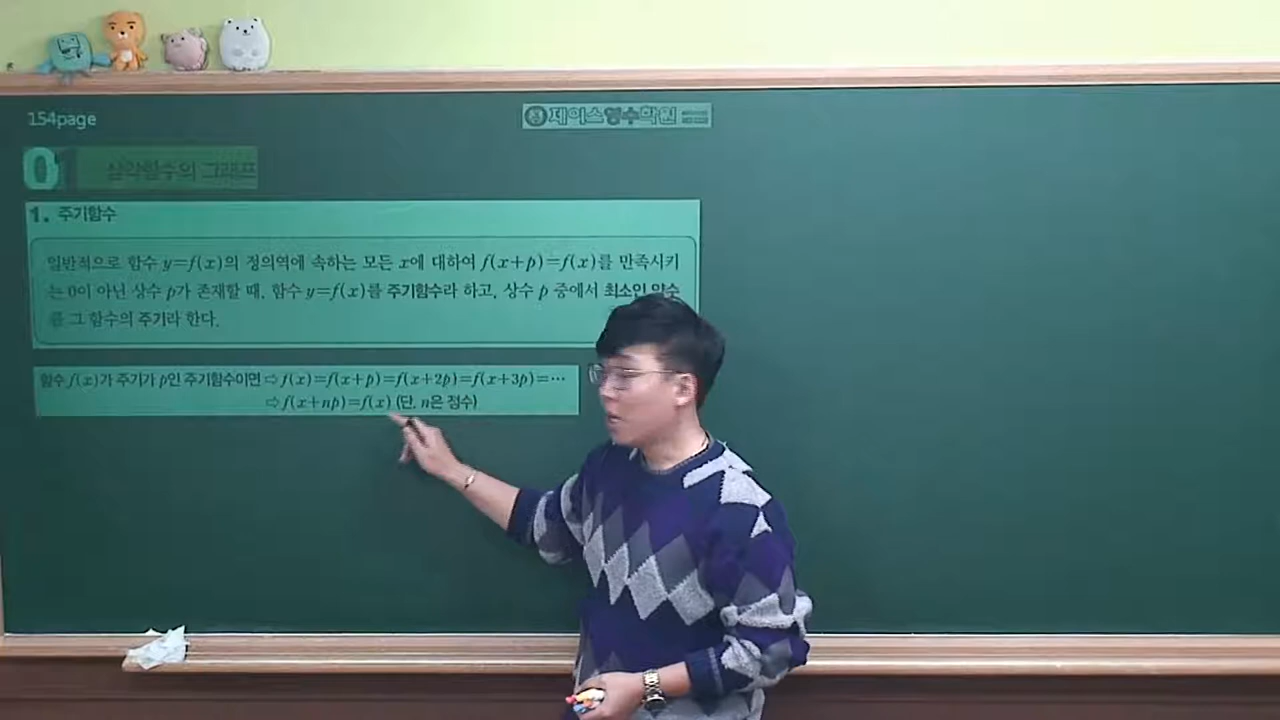 154page
제이스영수학원
0 삼각함수의 그래프
1. 주기함수
일반적으로 함수 y=f(x)의 정의역에 속하는 모든 x에 대하여 f(x+p)=f(x)를 만족시키
는 0이 아닌 상수 p가 존재할 때, 함수 y=f(x)를 주기함수라 하고, 상수 p 중에서 최소인 양수
를 그 함수의 주기라 한다.
함수 f(x)가 주기가 p인 주기함수이면 ⇨ f(x)=f(x+p)=f(x+2p)=f(x+3p)=⋯
⇨ f(x+np)=f(x) (단, n은 정수)